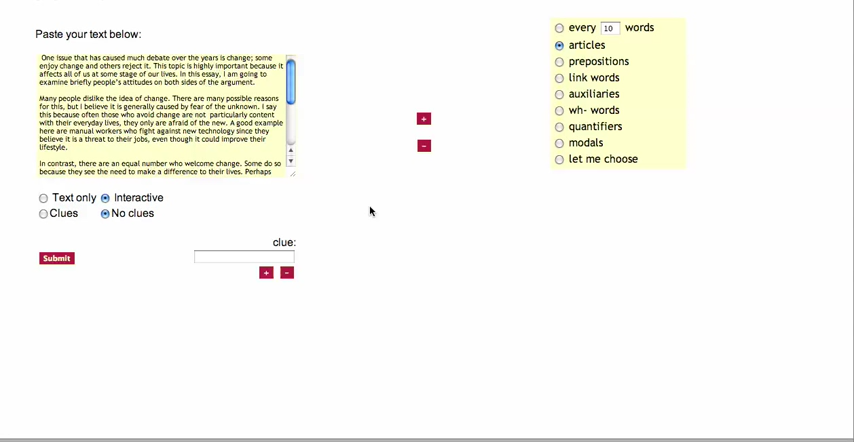 Paste your text below:
One issue that has caused much debate over the years is change; some
enjoy change and others reject it. This topic is highly important because it
affects all of us at some stage of our lives. In this essay, I am going to
examine briefly people's attitudes on both sides of the argument.
Many people dislike the idea of change. There are many possible reasons
for this, but I believe it is generally caused by fear of the unknown. I say
this because often those who avoid change are not particularly content
with their everyday lives, they only are afraid of the new. A good example
here are manual workers who fight against new technology since they
believe it is a threat to their jobs, even though it could improve their
lifestyle.
In contrast, there are an equal number who welcome change. Some do so
because they see the need to make a difference to their lives. Perhaps
Text only Interactive
Clues No clues
clue:
Submit
+ -
+
-
every 10 words
articles
prepositions
link words
auxiliaries
wh- words
quantifiers
modals
let me choose